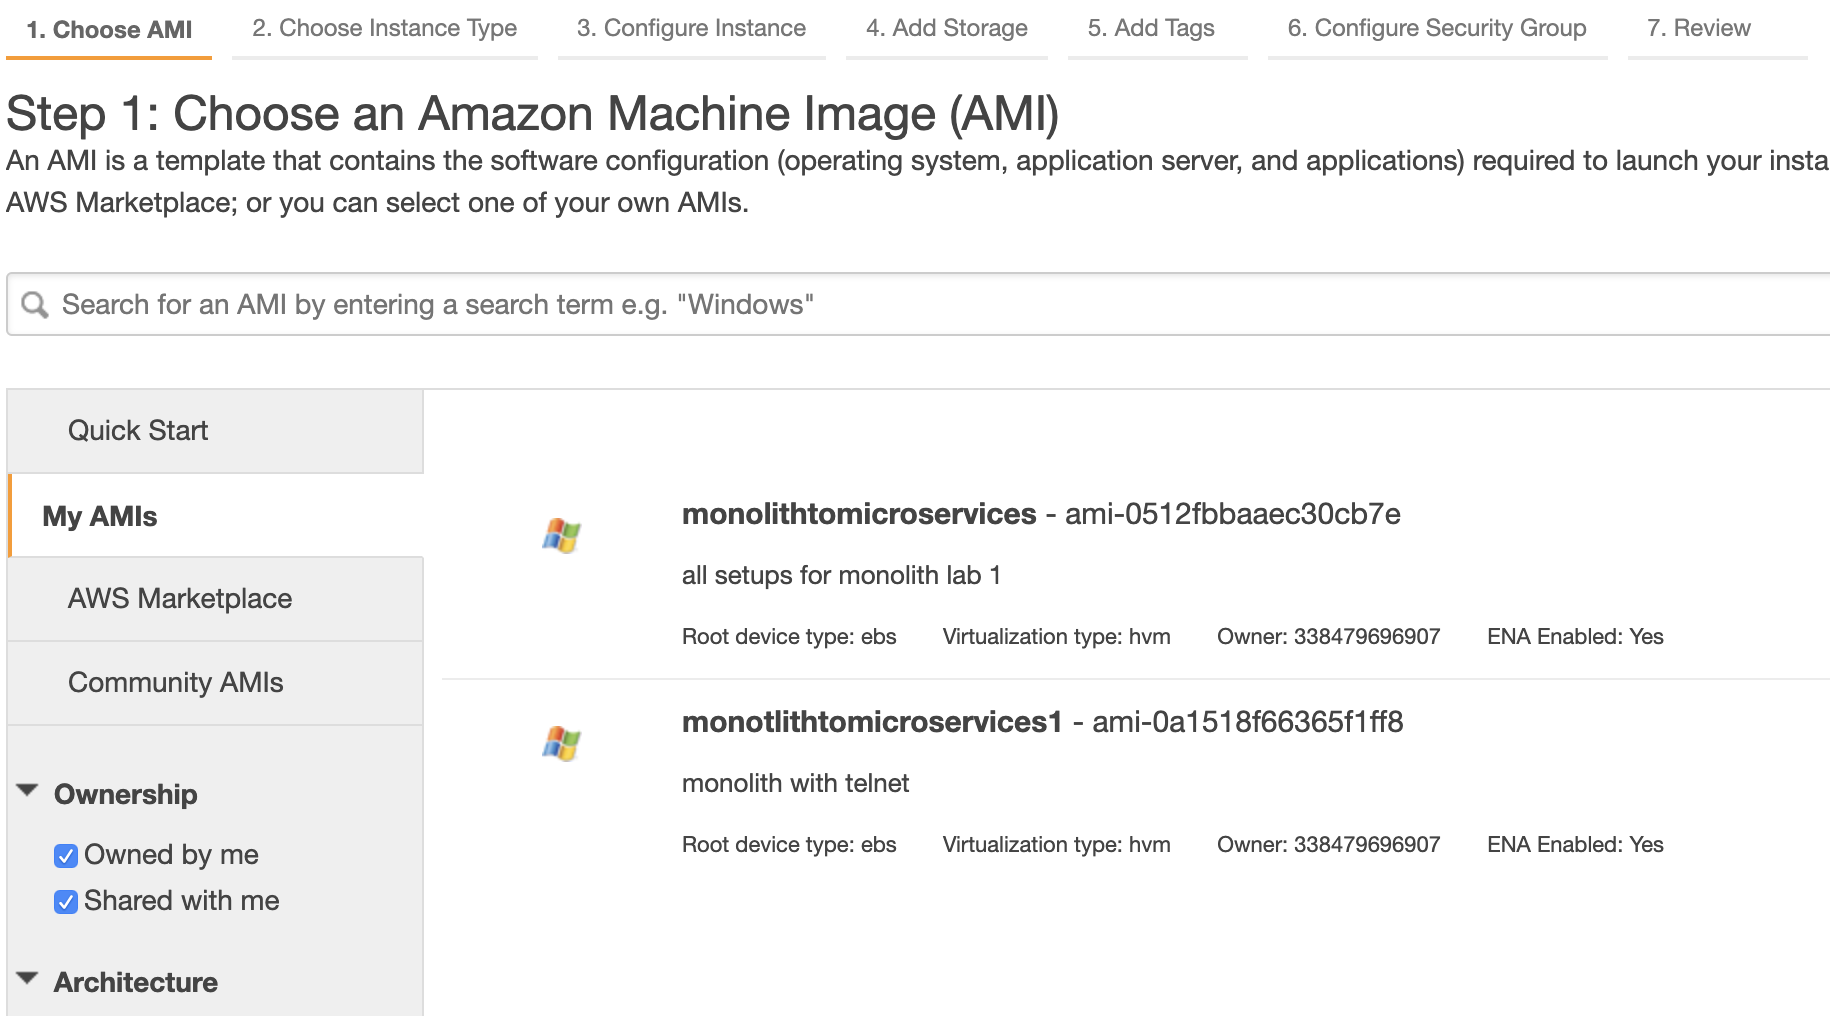 1. Choose AMI 2. Choose Instance Type 3. Configure Instance 4. Add Storage 5. Add Tags 6. Configure Security Group 7. Review
Step 1: Choose an Amazon Machine Image (AMI)
An AMI is a template that contains the software configuration (operating system, application server, and applications) required to launch your insta
AWS Marketplace; or you can select one of your own AMIs.
Search for an AMI by entering a search term e.g. "Windows"
Quick Start
My AMIs
AWS Marketplace
Community AMIs
Ownership
Owned by me
Shared with me
Architecture
monolithtomicroservices - ami-0512fbbaaec30cb7e
all setups for monolith lab 1
Root device type: ebs Virtualization type: hvm Owner: 338479696907 ENA Enabled: Yes
monotlithtomicroservices1 - ami-0a1518f66365f1ff8
monolith with telnet
Root device type: ebs Virtualization type: hvm Owner: 338479696907 ENA Enabled: Yes